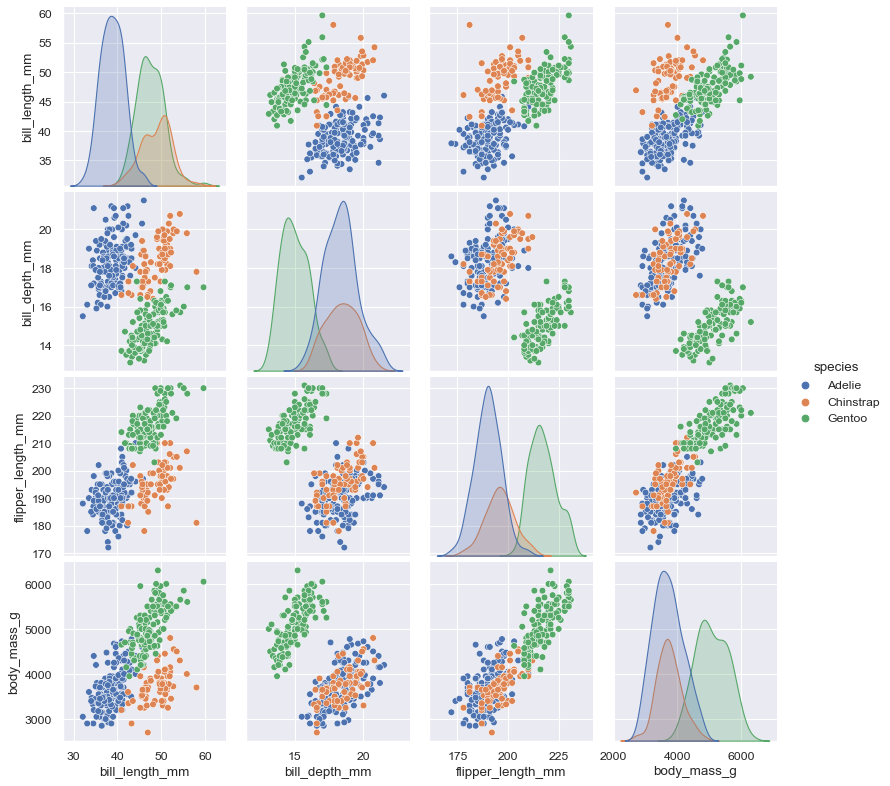 60
55
50
45
40
35
bill_length_mm
20
18
16
14
bill_depth_mm
230
220
210
200
190
180
170
flipper_length_mm
6000
5000
4000
3000
body_mass_g
30 40 50 60
bill_length_mm
15 20
bill_depth_mm
175 200 225
flipper_length_mm
2000 4000 6000
body_mass_g
species
Adelie
Chinstrap
Gentoo